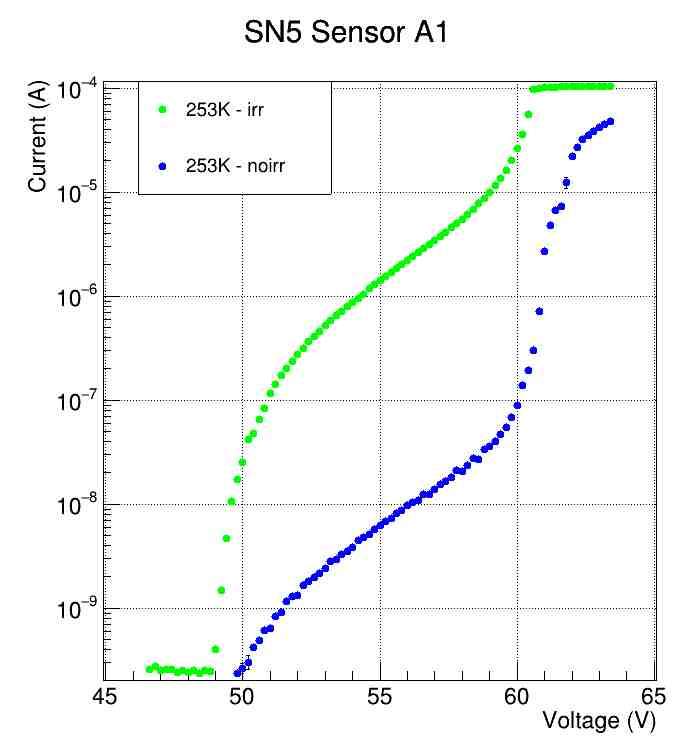 SN5 Sensor A1
Current (A)
253K - irr
253K - noirr
10⁻⁴
10⁻⁵
10⁻⁶
10⁻⁷
10⁻⁸
10⁻⁹
45 50 55 60 65
Voltage (V)